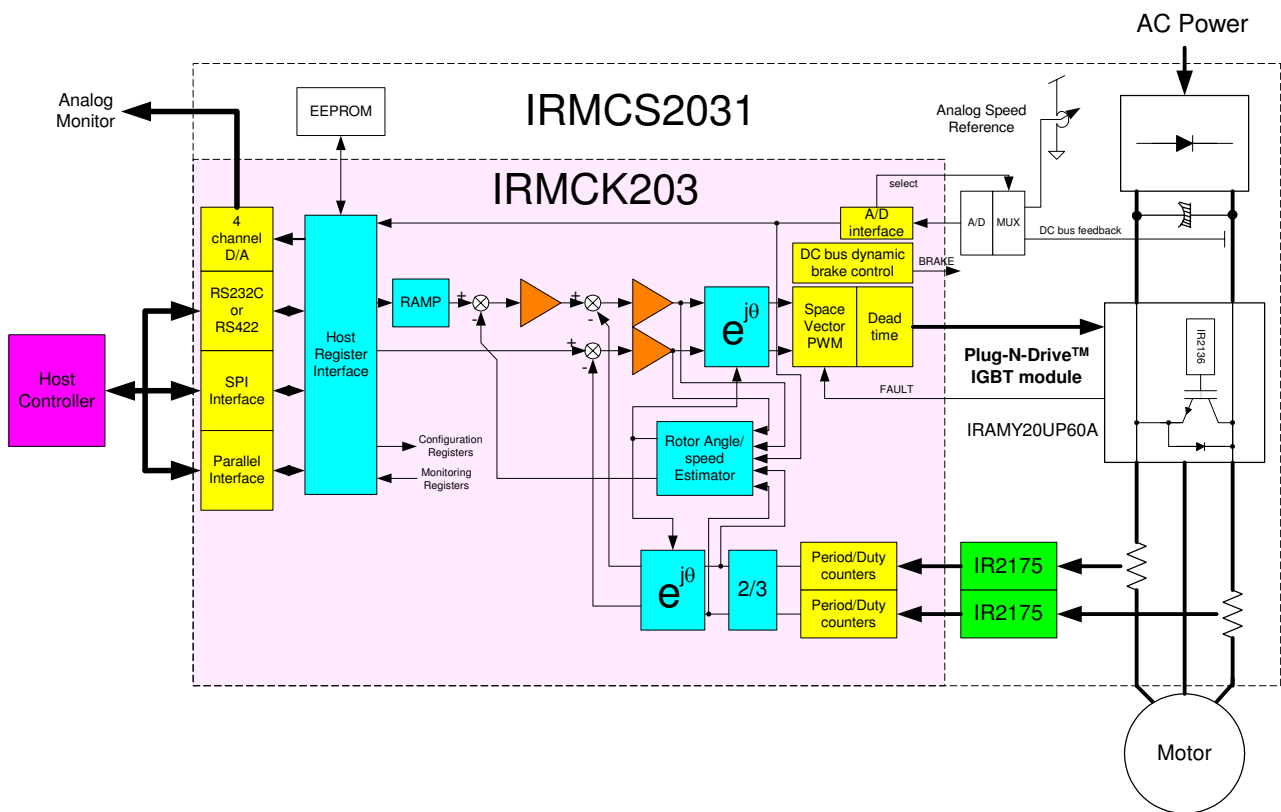 AC Power
Analog
Monitor
EEPROM
IRMCS2031
Analog Speed
Reference
IRMCK203
select
4
channel
D/A
A/D
interface
A/D
MUX
DC bus feedback
DC bus dynamic
brake control
BRAKE
RS232C
or
RS422
RAMP
+
-
+
-
e
jθ
Space
Vector
PWM
Dead
time
Host
Register
Interface
+
-
Plug-N-Drive™
IGBT module
IR2136
Host
Controller
SPI
Interface
FAULT
IRAMY20UP60A
Parallel
Interface
Configuration
Registers
Monitoring
Registers
Rotor Angle/
speed
Estimator
e
jθ
2/3
Period/Duty
counters
IR2175
Period/Duty
counters
IR2175
Motor